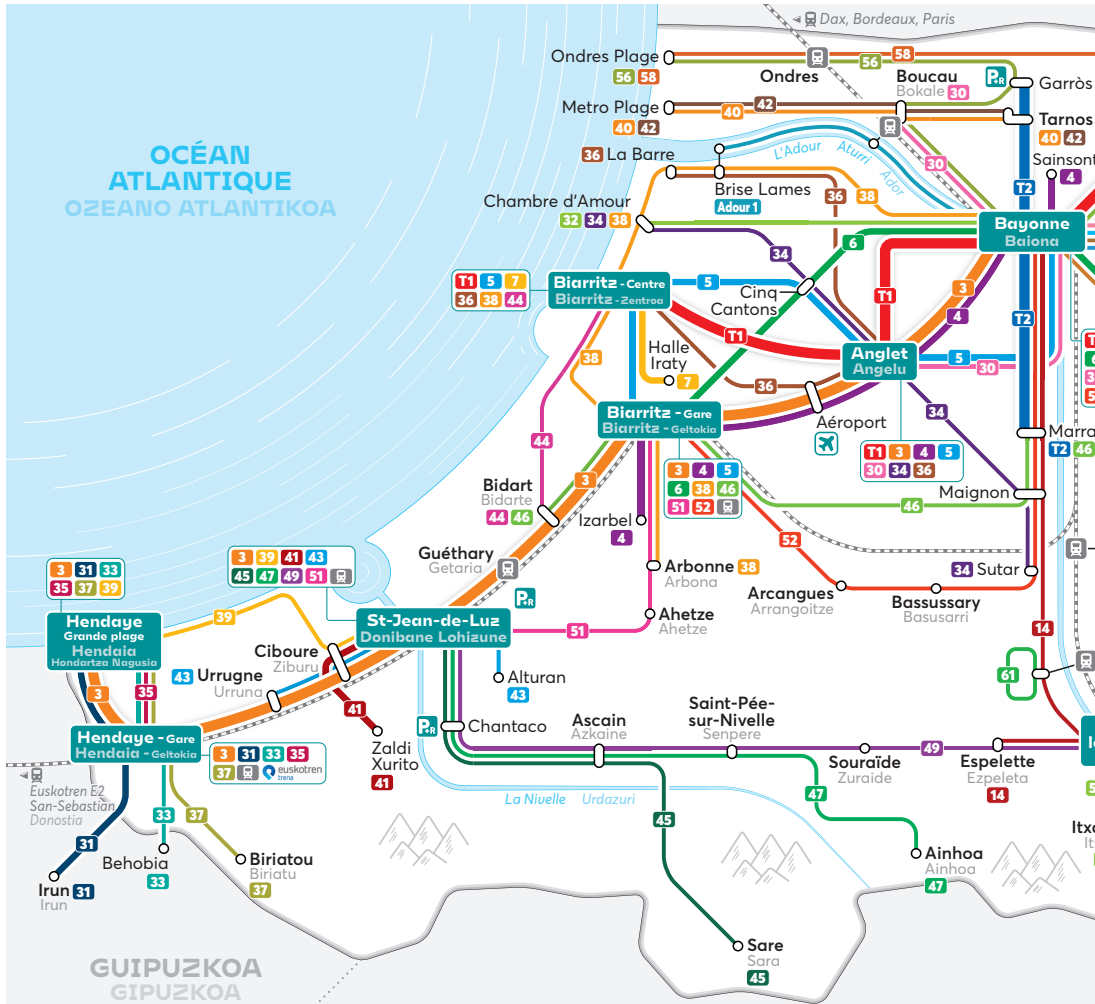 Dax, Bordeaux, Paris
Ondres Plage
56 58
58
56
Ondres
Boucau
Bokale 30
P+R
Garròs
Metro Plage
40 42
42
40
Tarnos
40 42
36 La Barre
L'Adour Aturri Ador
30
Sainsont
4
T2
Brise Lames
Adour 1
36
38
Chambre d'Amour
32 34 38
6
34
Bayonne
Baiona
T1 5 7
36 38 44
Biarritz - Centre
Biarritz - Zentroa
5
Cinq
Cantons
T1
3
4
T2
T1
Halle
Iraty
7
38
36
Anglet
Angelu
5
30
Biarritz - Gare
Biarritz - Geltokia
Aéroport
34
44
T1 3 4 5
30 34 36
Marra
T2 46
3 4 5
6 38 46
51 52
3
Bidart
Bidarte
44 46
Izarbel
4
46
Maignon
52
Guéthary
Getaria
3 39 41 43
45 47 49 51
3 31 33
35 37 39
Arbonne 38
Arbona
34 Sutar
Arcangues
Arrangoitze
Bassussary
Basusarri
P+R
Ahetze
Ahetze
39
St-Jean-de-Luz
Donibane Lohizune
51
14
Hendaye
Grande plage
Hendaia
Hondartza Nagusia
Ciboure
Ziburu
43 Urrugne
Urruna
Alturan
43
61
3
35
41
Zaldi
Xurito
41
P+R
Chantaco
Ascain
Azkaine
Saint-Pée-
sur-Nivelle
Senpere
Hendaye - Gare
Hendaia - Geltokia
3 31 33 35
37 euskotren
trena
Souraïde
Zuraide
49
Espelette
Ezpeleta
14
Euskotren E2
San-Sebastian
Donostia
La Nivelle Urdazuri
47
45
33
37
31
Behobia
33
Biriatou
Biriatu
37
Irun 31
Irun
Ainhoa
Ainhoa
47
Sare
Sara
45
OCÉAN
ATLANTIQUE
OZEANO ATLANTIKOA
GUIPUZKOA
GIPUZKOA